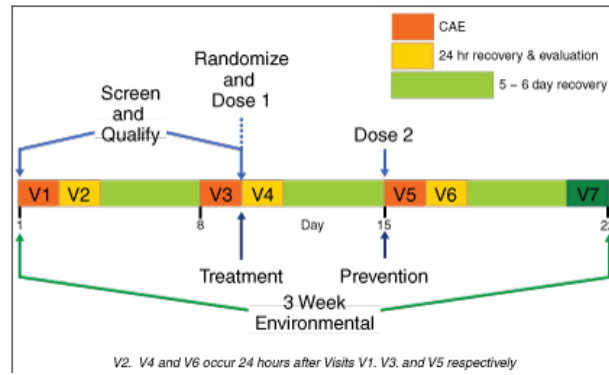 CAE
24 hr recovery & evaluation
5 – 6 day recovery
Randomize
and
Dose 1
Screen
and
Qualify
Dose 2
V1 V2 V3 V4 V5 V6 V7
1 8 Day 15
Treatment Prevention
3 Week
Environmental
V2. V4 and V6 occur 24 hours after Visits V1. V3. and V5 respectively